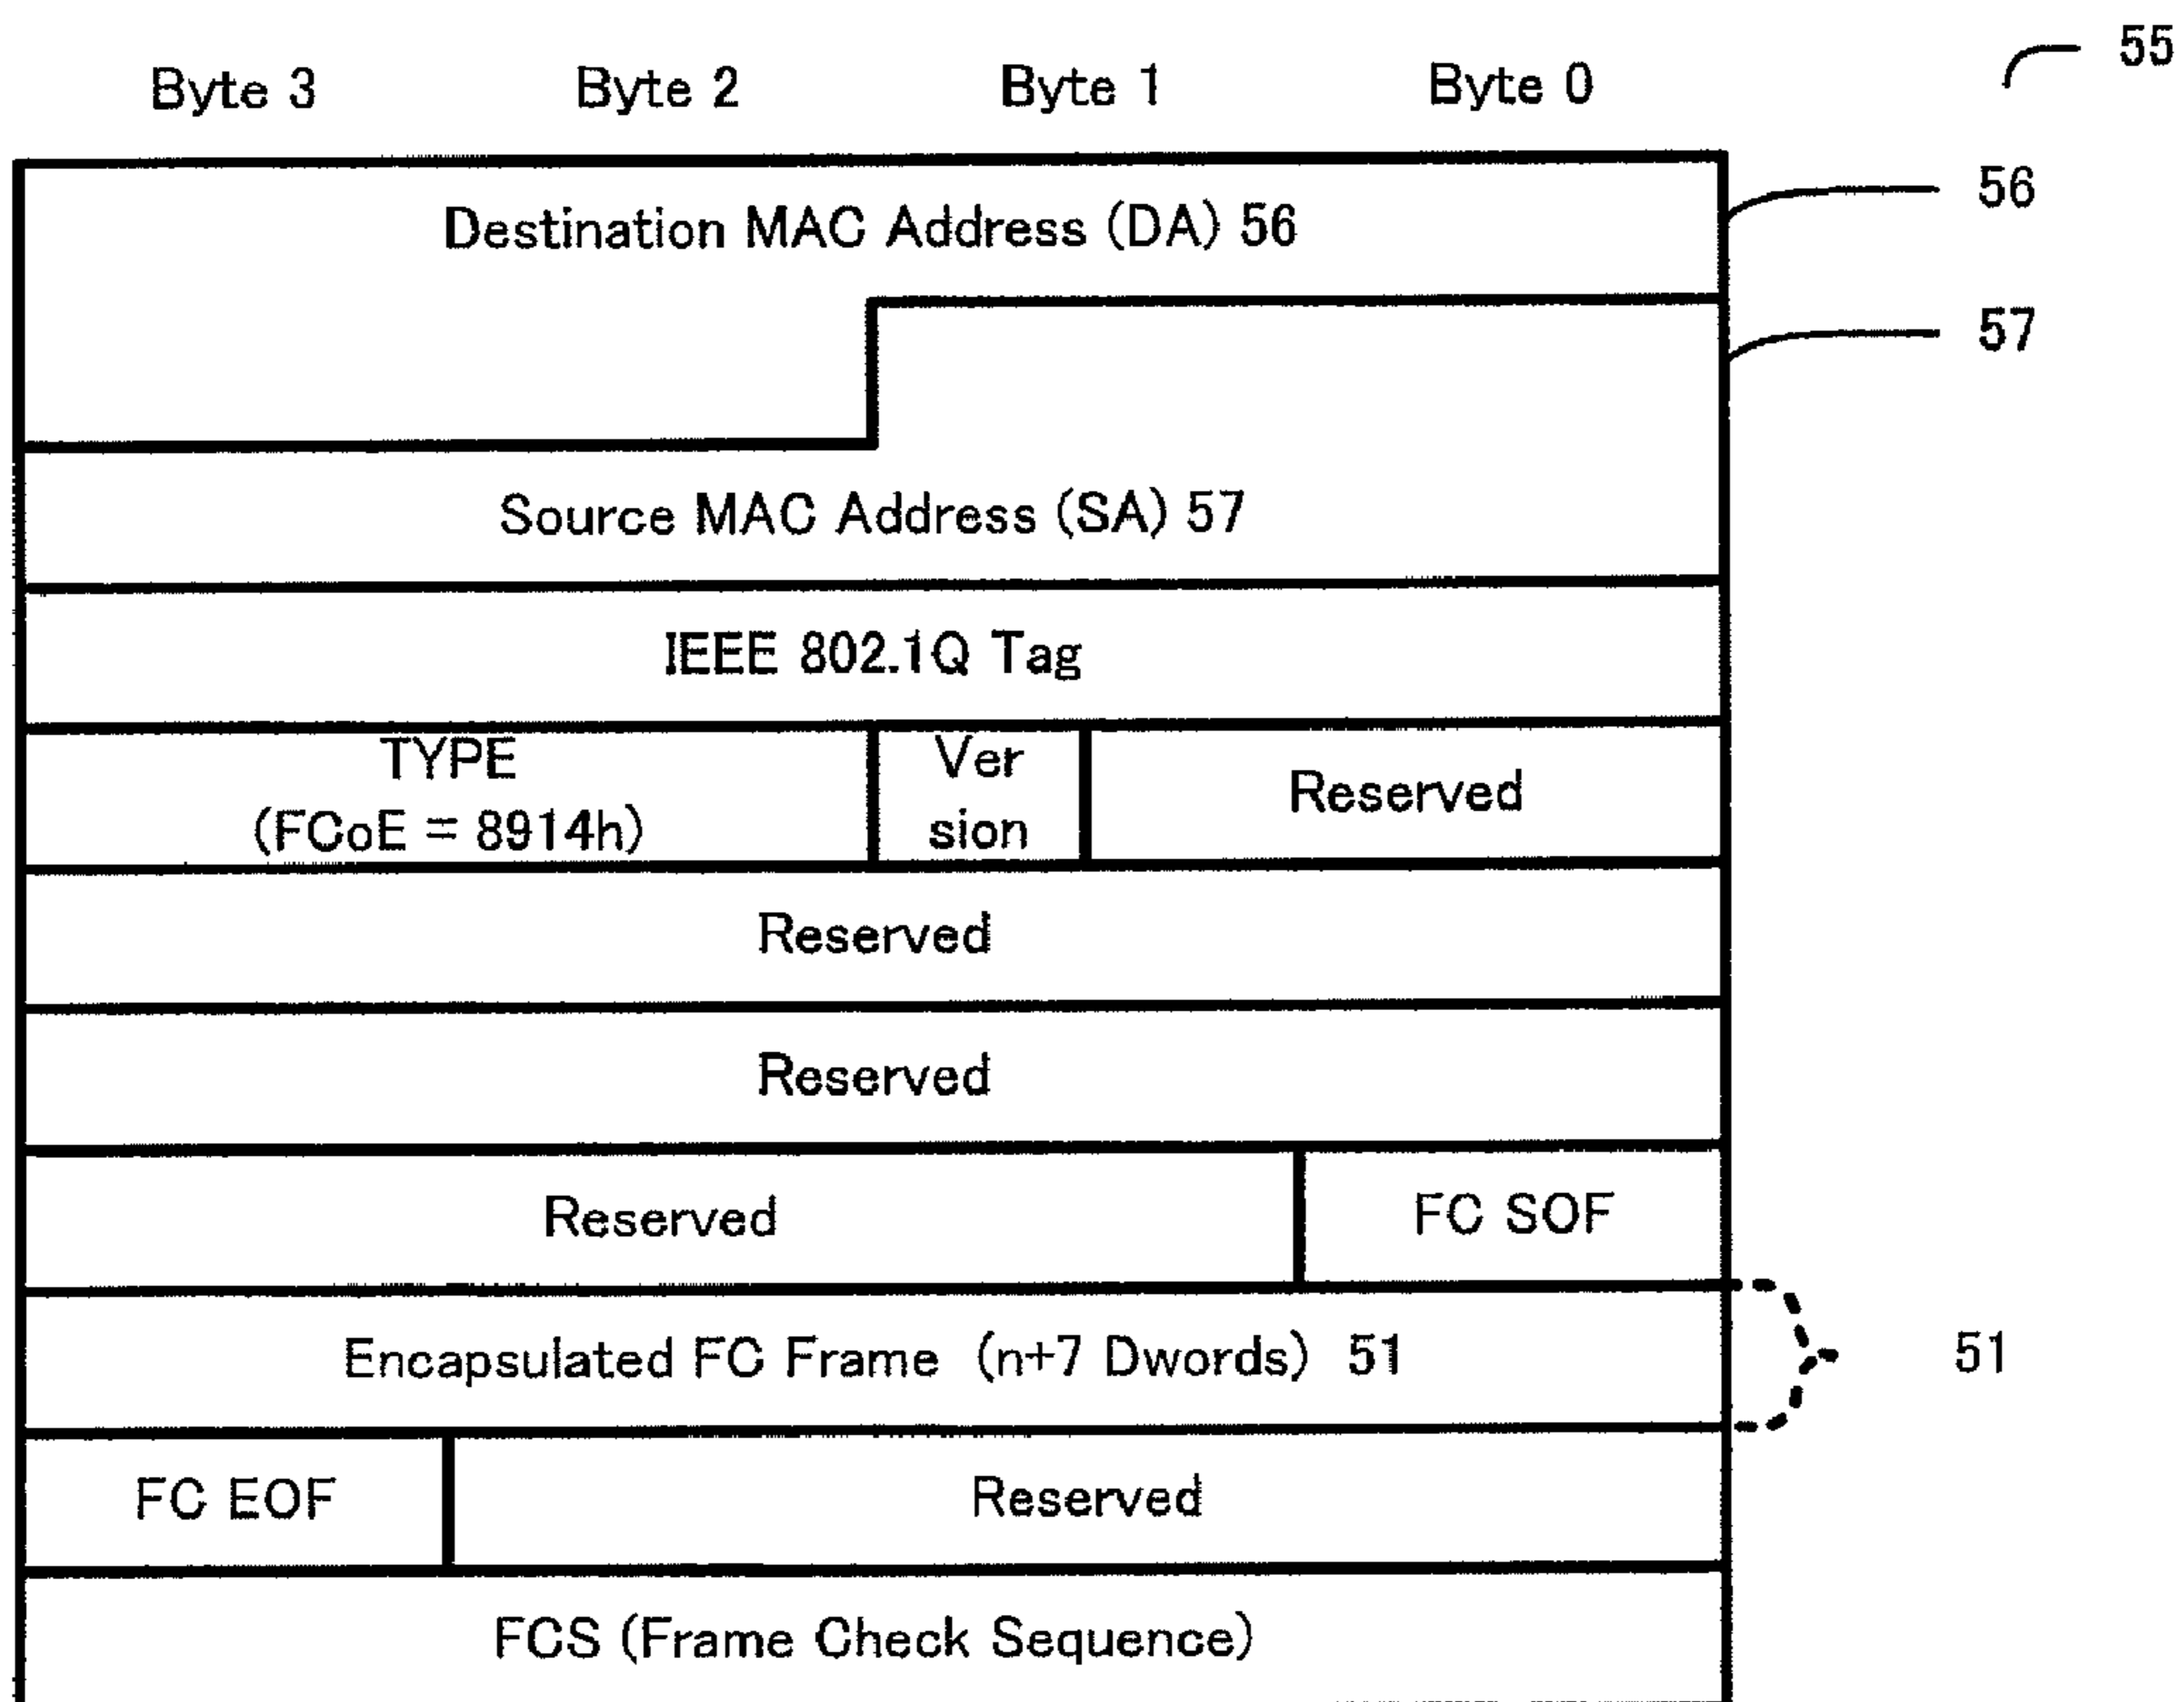 55
Byte 3 Byte 2 Byte 1 Byte 0
Destination MAC Address (DA) 56
56
57
Source MAC Address (SA) 57
IEEE 802.1Q Tag
TYPE
(FCoE = 8914h)
Ver
sion
Reserved
Reserved
Reserved
Reserved
FC SOF
Encapsulated FC Frame (n+7 Dwords) 51
51
FC EOF
Reserved
FCS (Frame Check Sequence)